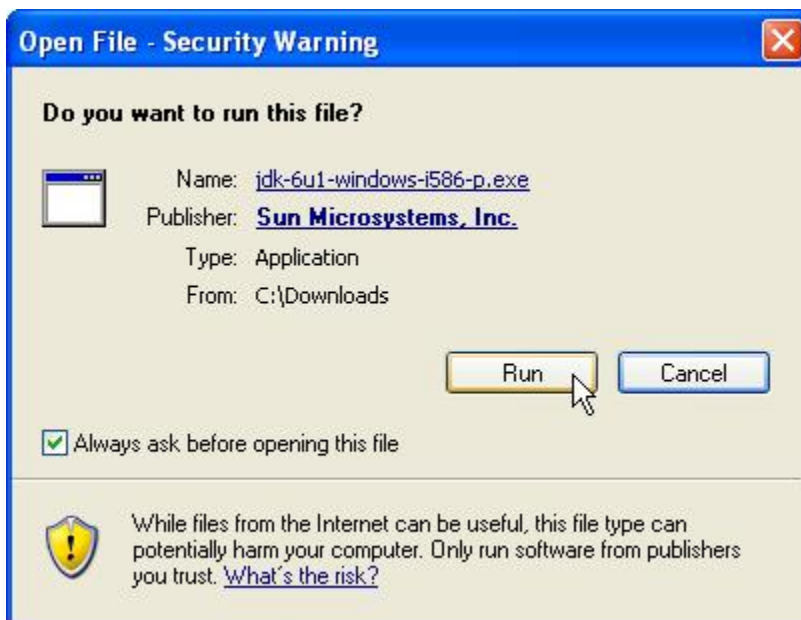 Open File - Security Warning
Do you want to run this file?
Name: jdk-6u1-windows-i586-p.exe
Publisher: Sun Microsystems, Inc.
Type: Application
From: C:\Downloads
Run Cancel
Always ask before opening this file
While files from the Internet can be useful, this file type can
potentially harm your computer. Only run software from publishers
you trust. What's the risk?